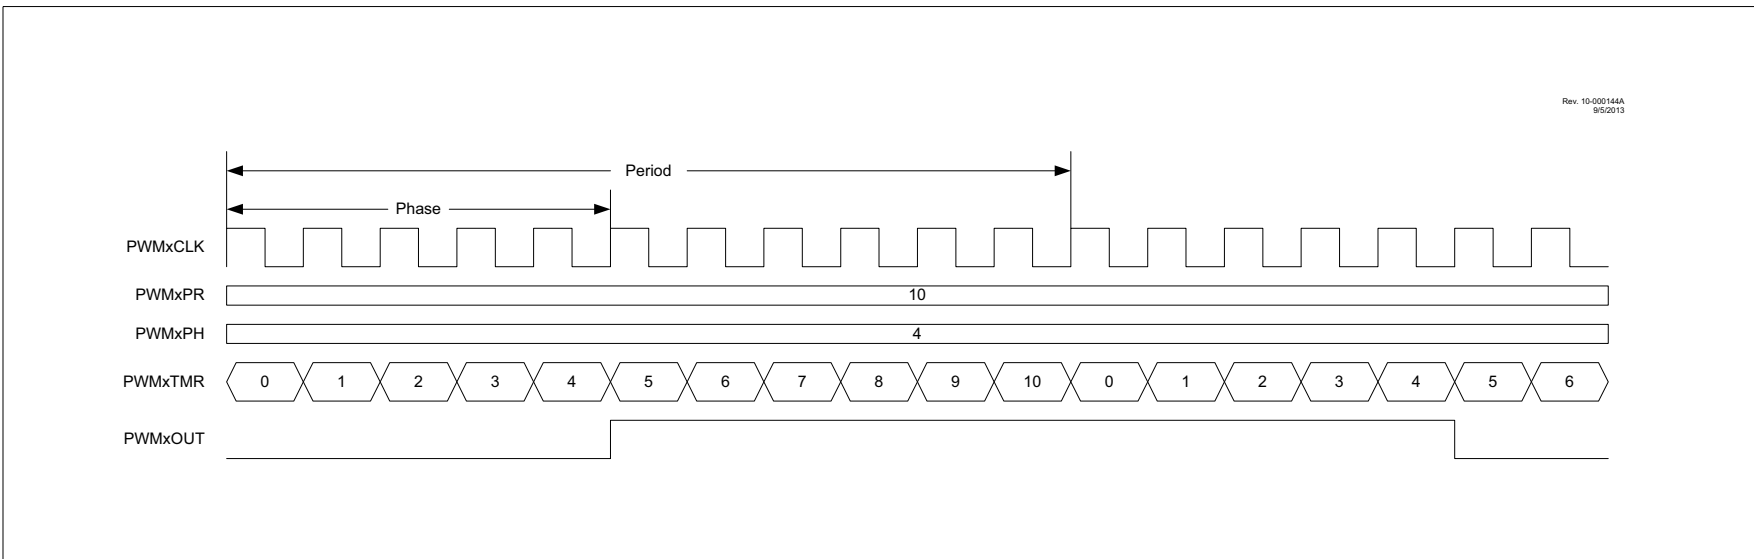 Rev. 10-000144A
9/5/2013
Period
Phase
PWMxCLK
PWMxPR 10
PWMxPH 4
PWMxTMR 0 1 2 3 4 5 6 7 8 9 10 0 1 2 3 4 5 6
PWMxOUT